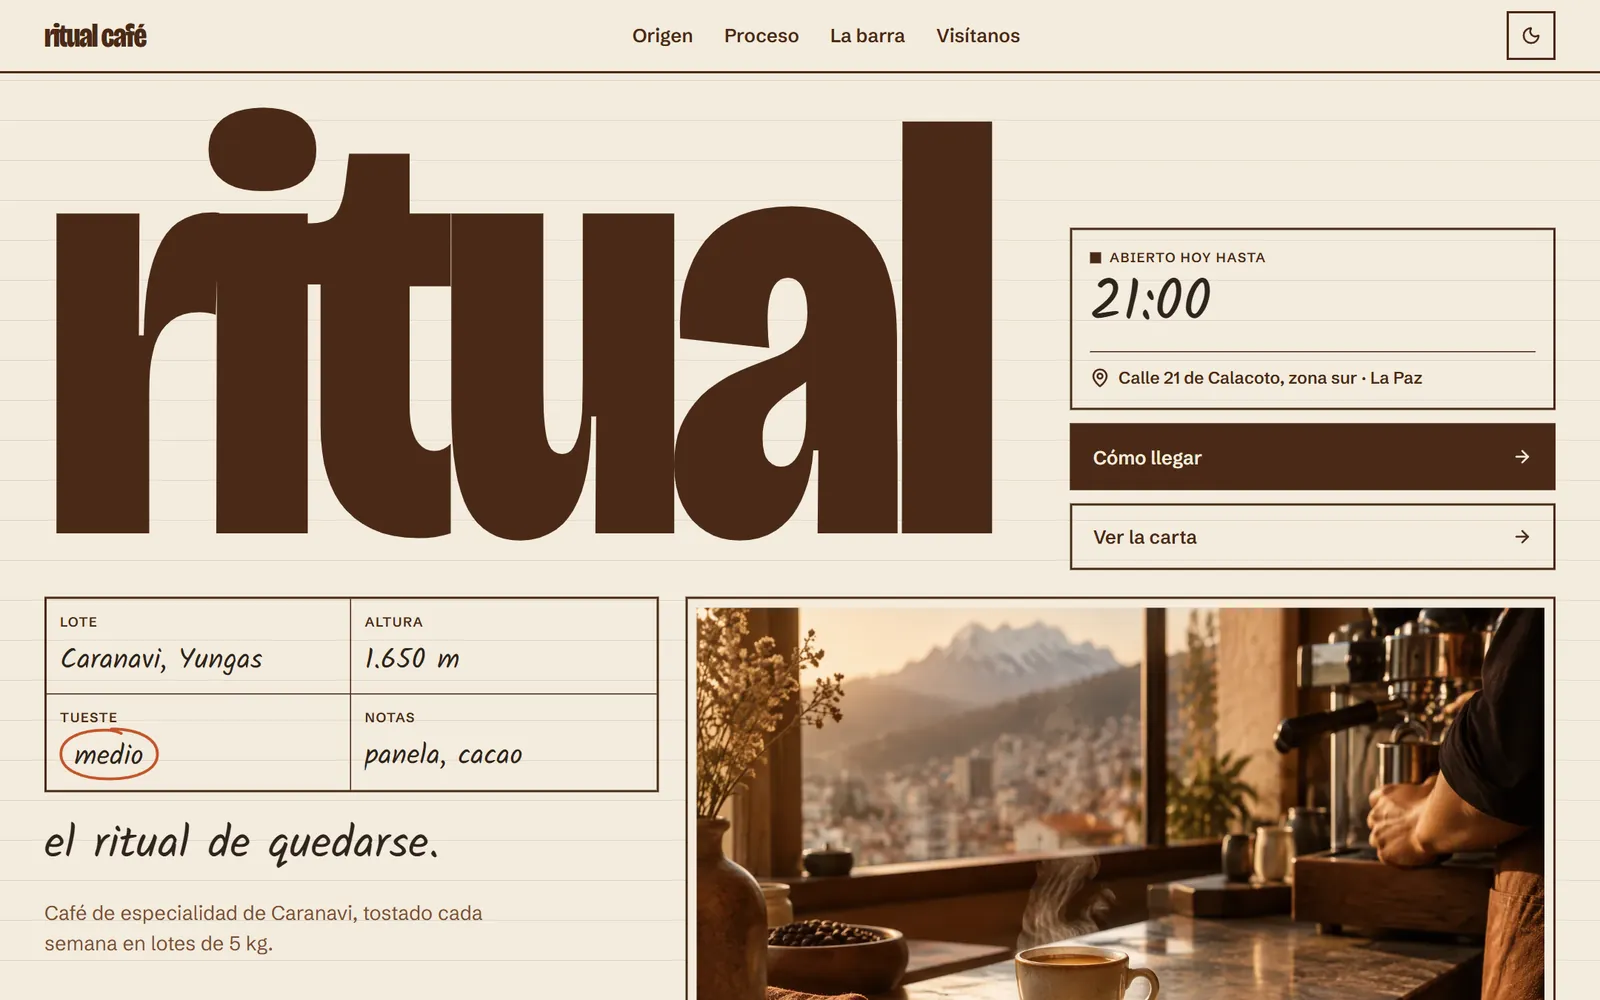 ritual café
Origen
Proceso
La barra
Visítanos
ritual
ABIERTO HOY HASTA
21:00
Calle 21 de Calacoto, zona sur · La Paz
Cómo llegar
Ver la carta
LOTE
Caranavi, Yungas
ALTURA
1.650 m
TUESTE
medio
NOTAS
panela, cacao
el ritual de quedarse.
Café de especialidad de Caranavi, tostado cada
semana en lotes de 5 kg.